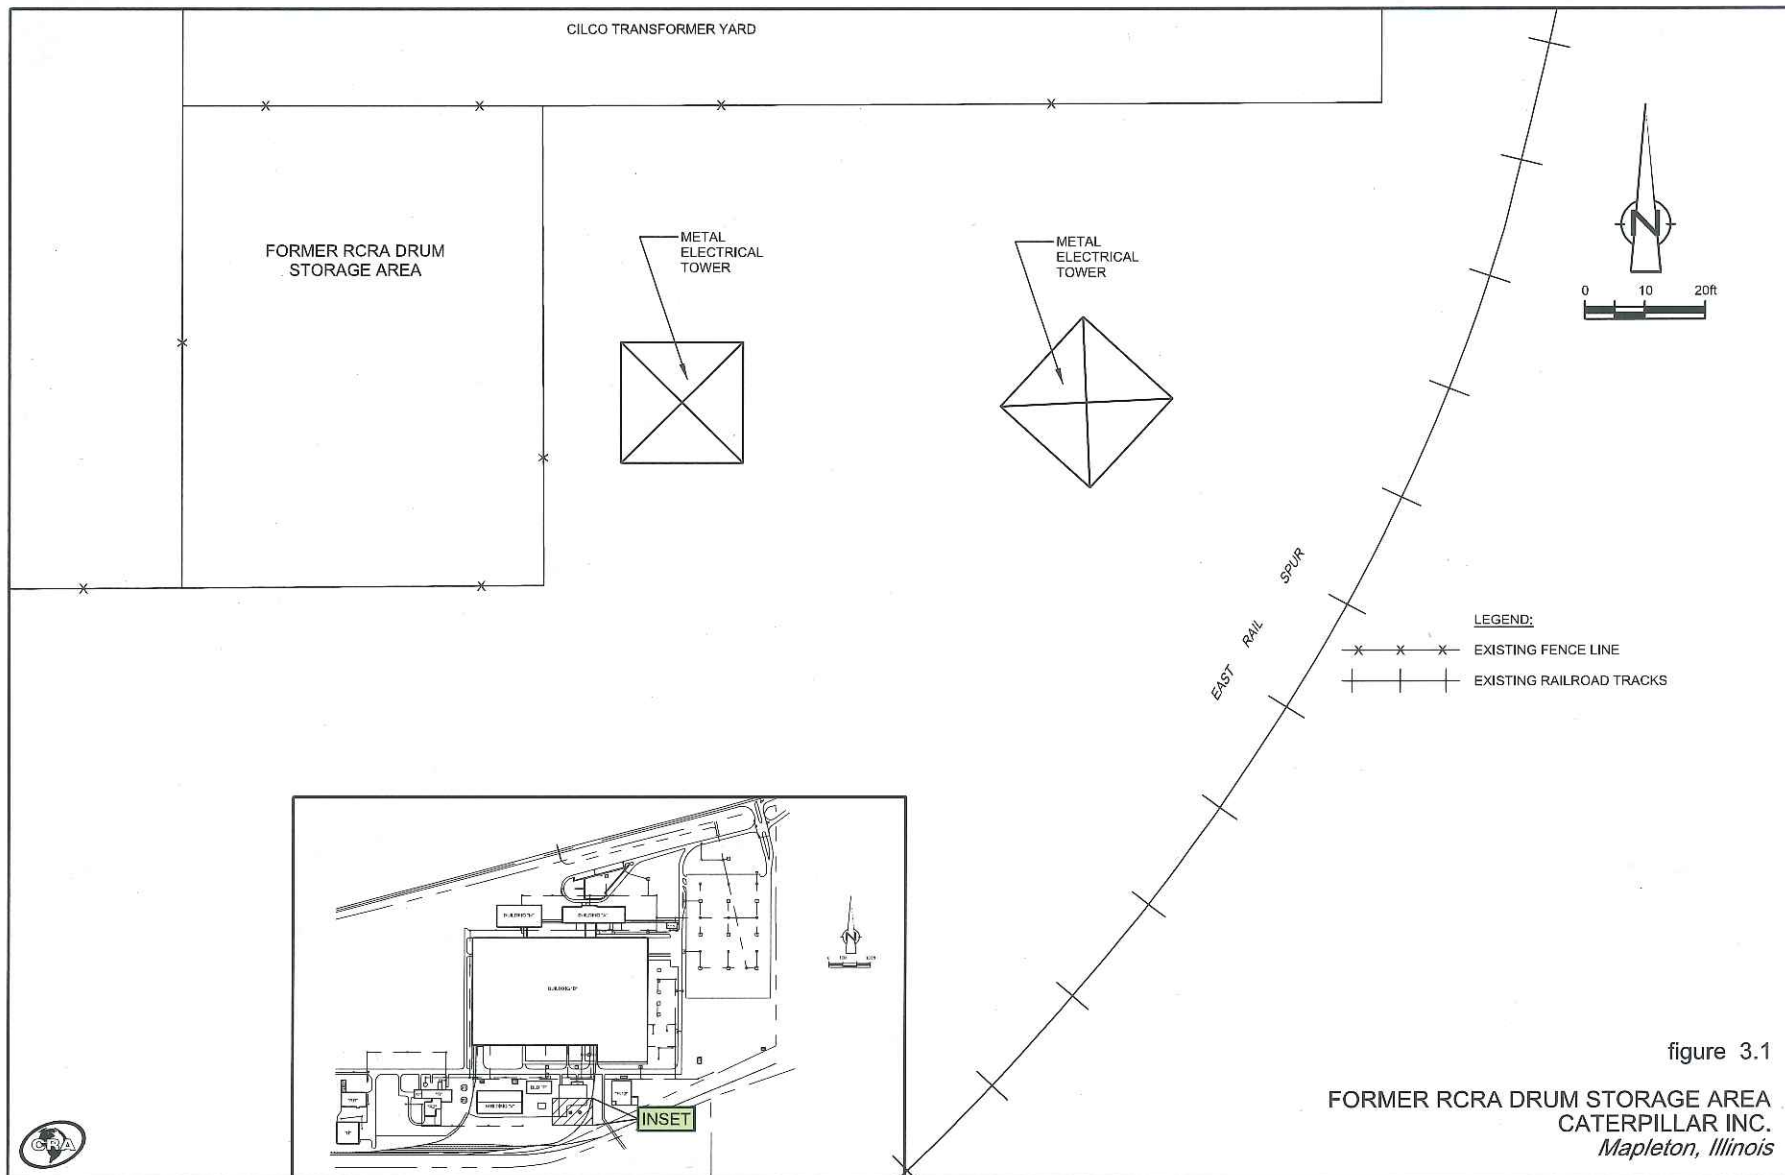 CILCO TRANSFORMER YARD
FORMER RCRA DRUM
STORAGE AREA
METAL
ELECTRICAL
TOWER
METAL
ELECTRICAL
TOWER
N
0 10 20ft
EAST RAIL SPUR
LEGEND:
EXISTING FENCE LINE
EXISTING RAILROAD TRACKS
N
INSET
CRA
figure 3.1
FORMER RCRA DRUM STORAGE AREA
CATERPILLAR INC.
Mapleton, Illinois